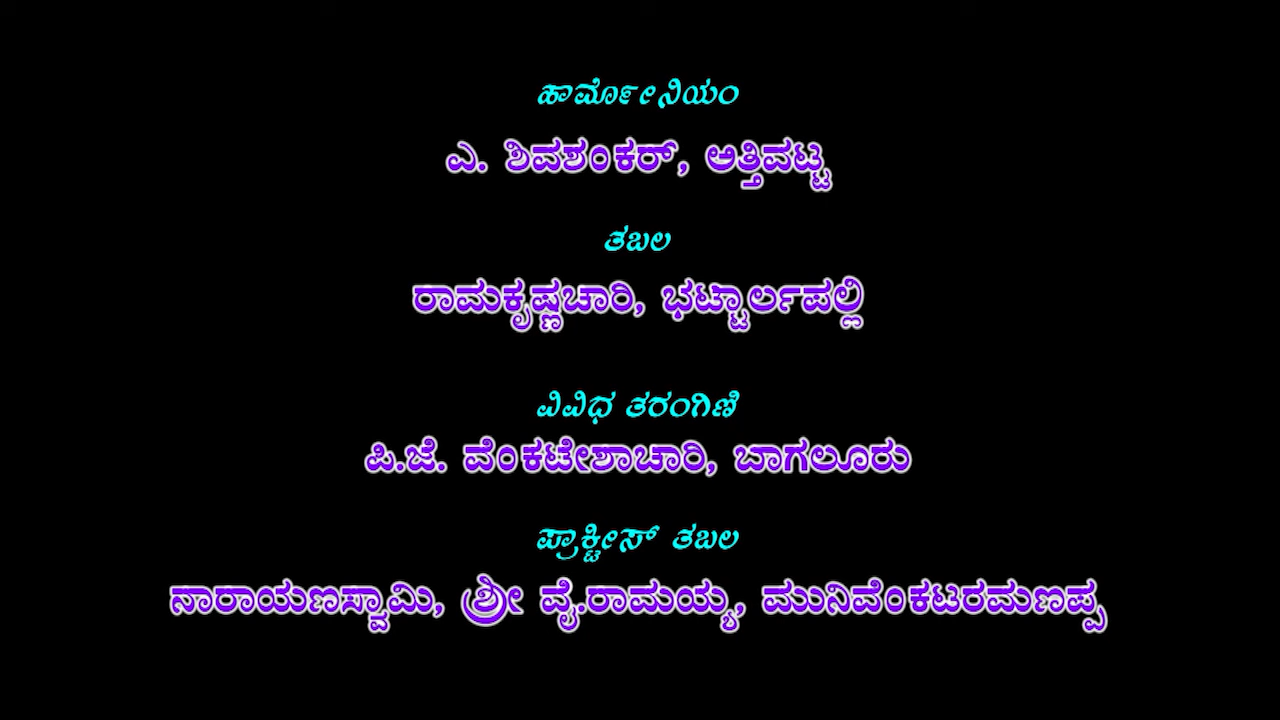 ಹಾರ್ಮೋನಿಯಂ
ಎ. ಶಿವಶಂಕರ್, ಅತ್ತಿವಟ್ಟ
ತಬಲ
ರಾಮಕೃಷ್ಣಚಾರಿ, ಭಟ್ಟಾರ್ಲಪಲ್ಲಿ
ವಿವಿಧ ತರಂಗಿಣಿ
ಪಿ.ಜೆ. ವೆಂಕಟೇಶಾಚಾರಿ, ಬಾಗಲೂರು
ಪ್ರಾಕ್ಟೀಸ್ ತಬಲ
ನಾರಾಯಣಸ್ವಾಮಿ, ಶ್ರೀ ವೈ.ರಾಮಯ್ಯ, ಮುನಿವೆಂಕಟರಮಣಪ್ಪ